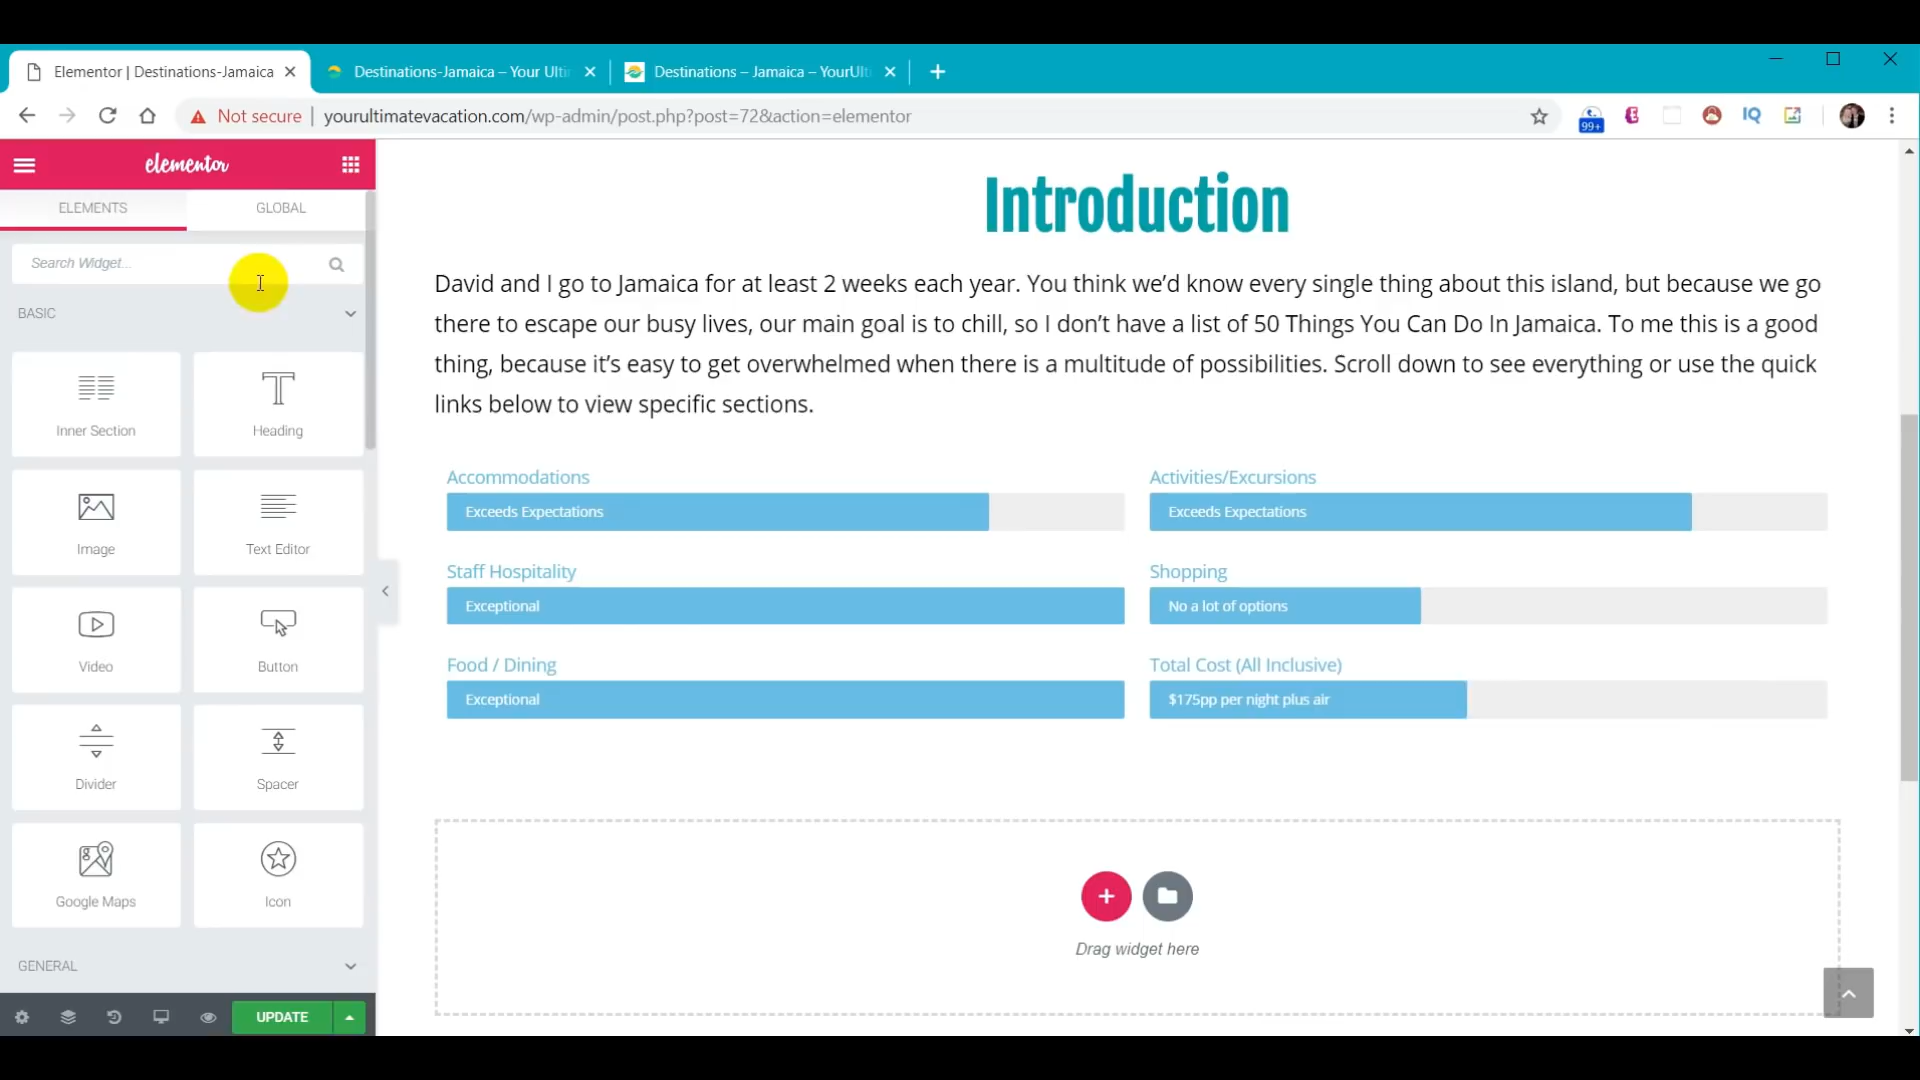 Elementor | Destinations-Jamaica
Destinations-Jamaica – Your Ulti
Destinations – Jamaica – YourUlt
Not secure
yourultimatevacation.com/wp-admin/post.php?post=72&action=elementor
99+
IQ
elementor
ELEMENTS
GLOBAL
Search Widget...
BASIC
Inner Section
Heading
Image
Text Editor
Video
Button
Divider
Spacer
Google Maps
Icon
GENERAL
UPDATE
Introduction
David and I go to Jamaica for at least 2 weeks each year. You think we’d know every single thing about this island, but because we go
there to escape our busy lives, our main goal is to chill, so I don’t have a list of 50 Things You Can Do In Jamaica. To me this is a good
thing, because it’s easy to get overwhelmed when there is a multitude of possibilities. Scroll down to see everything or use the quick
links below to view specific sections.
Accommodations
Exceeds Expectations
Activities/Excursions
Exceeds Expectations
Staff Hospitality
Exceptional
Shopping
No a lot of options
Food / Dining
Exceptional
Total Cost (All Inclusive)
$175pp per night plus air
Drag widget here